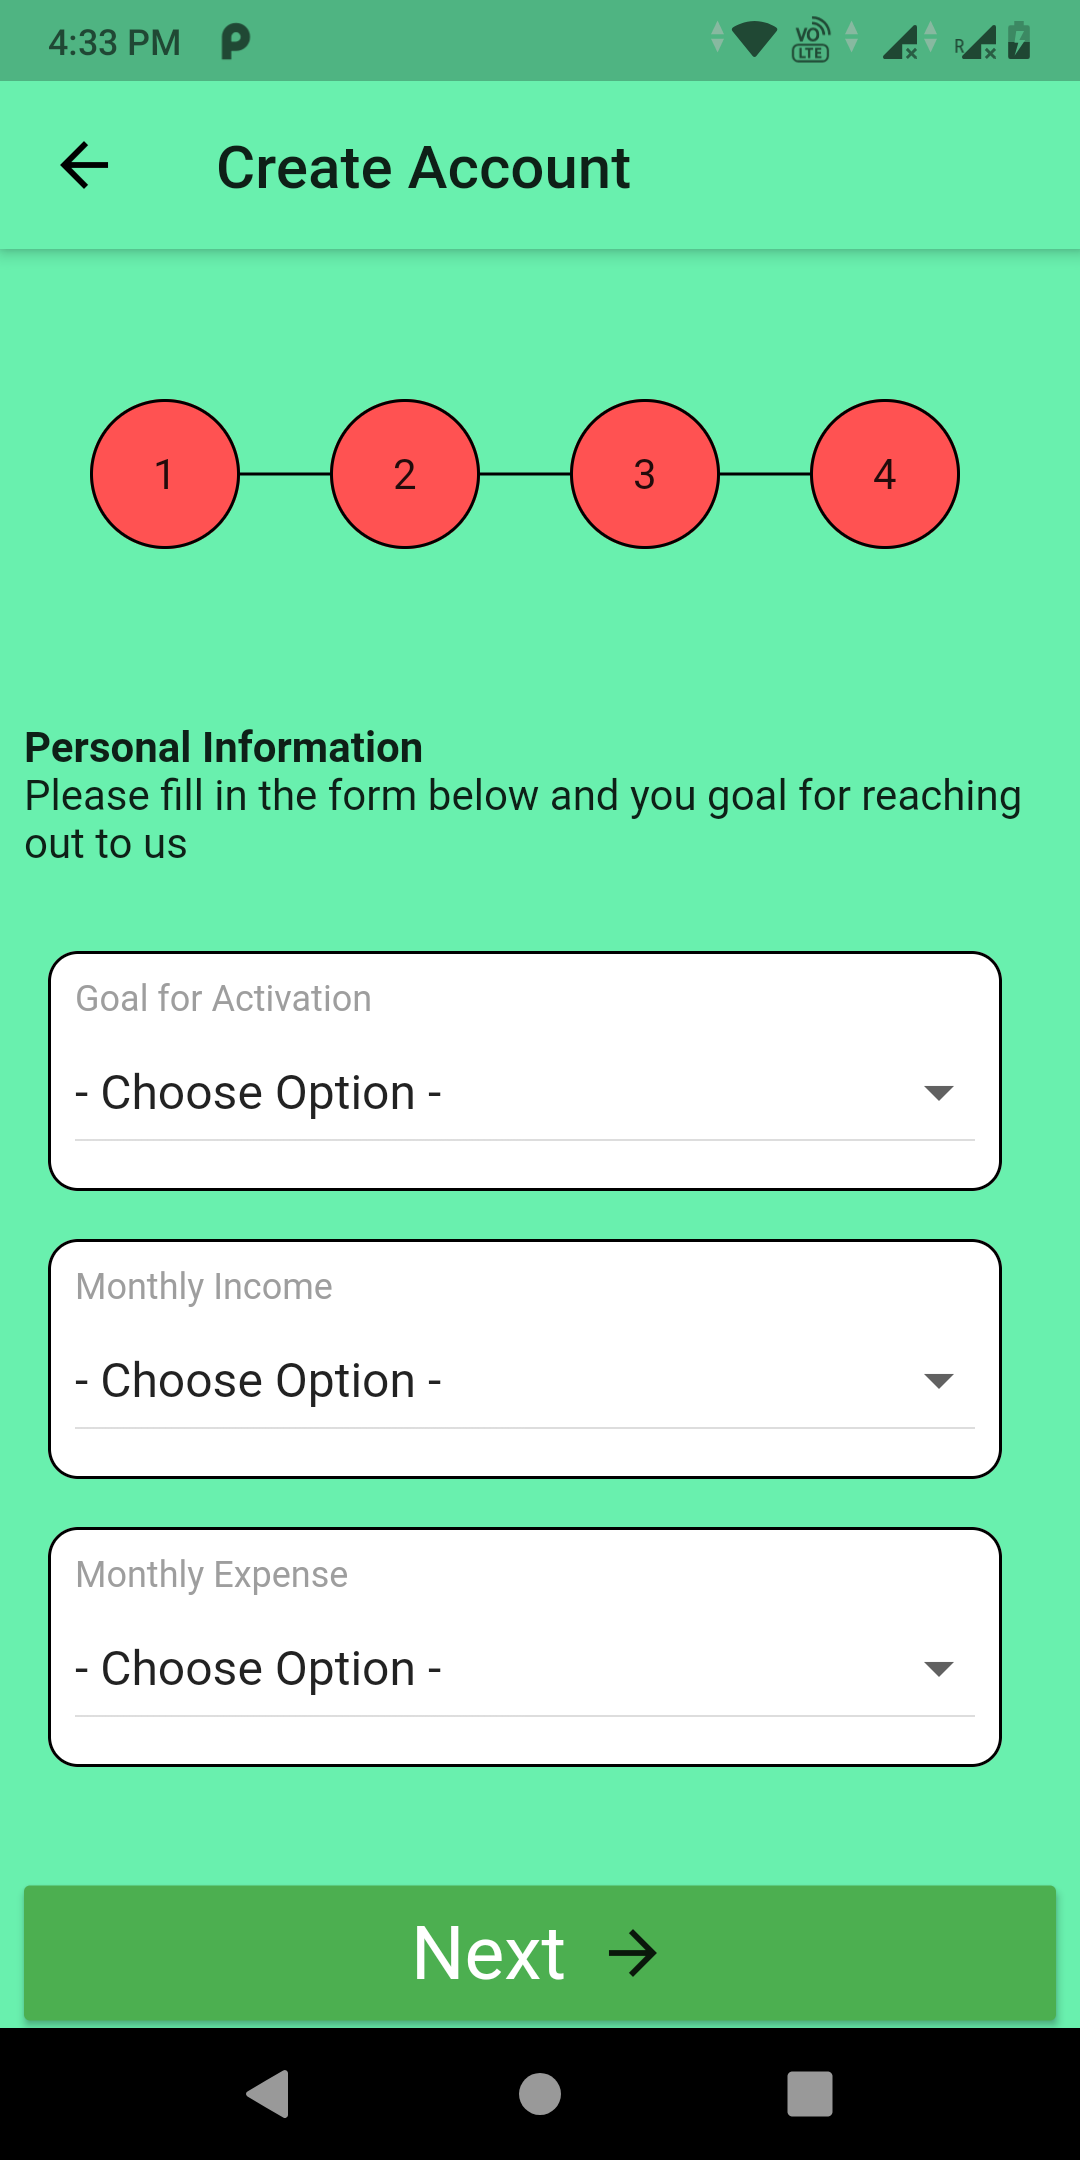 4:33 PM
VO
LTE
R
Create Account
1 2 3 4
Personal Information
Please fill in the form below and you goal for reaching
out to us
Goal for Activation
- Choose Option -
Monthly Income
- Choose Option -
Monthly Expense
- Choose Option -
Next